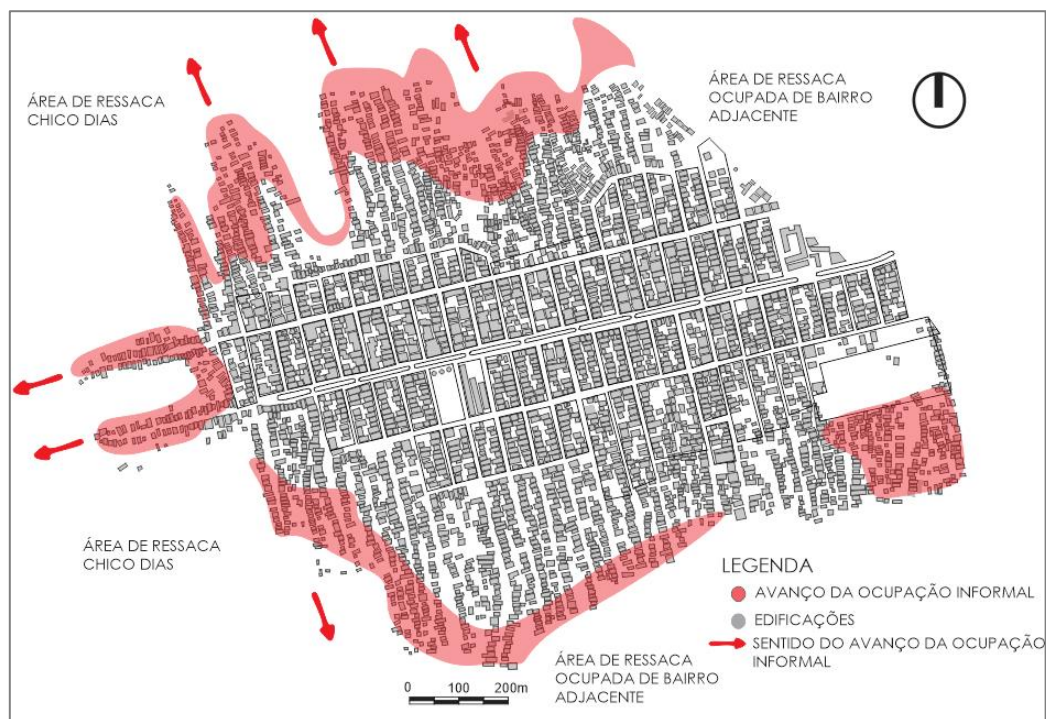 ÁREA DE RESSACA
CHICO DIAS
ÁREA DE RESSACA
OCUPADA DE BAIRRO
ADJACENTE
ÁREA DE RESSACA
CHICO DIAS
LEGENDA
AVANÇO DA OCUPAÇÃO INFORMAL
EDIFICAÇÕES
SENTIDO DO AVANÇO DA OCUPAÇÃO
INFORMAL
ÁREA DE RESSACA
OCUPADA DE BAIRRO
ADJACENTE
0 100 200m